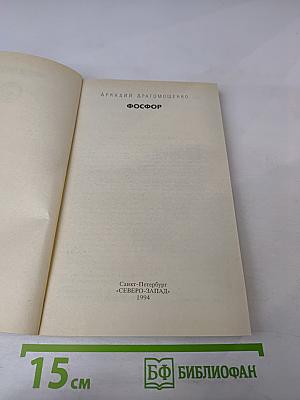 АРКАДИЙ ДРАГОМОЩЕНКО
ФОСФОР
Санкт-Петербург
«СЕВЕРО-ЗАПАД»
1994
15 см
БФ БИБЛИОФАН